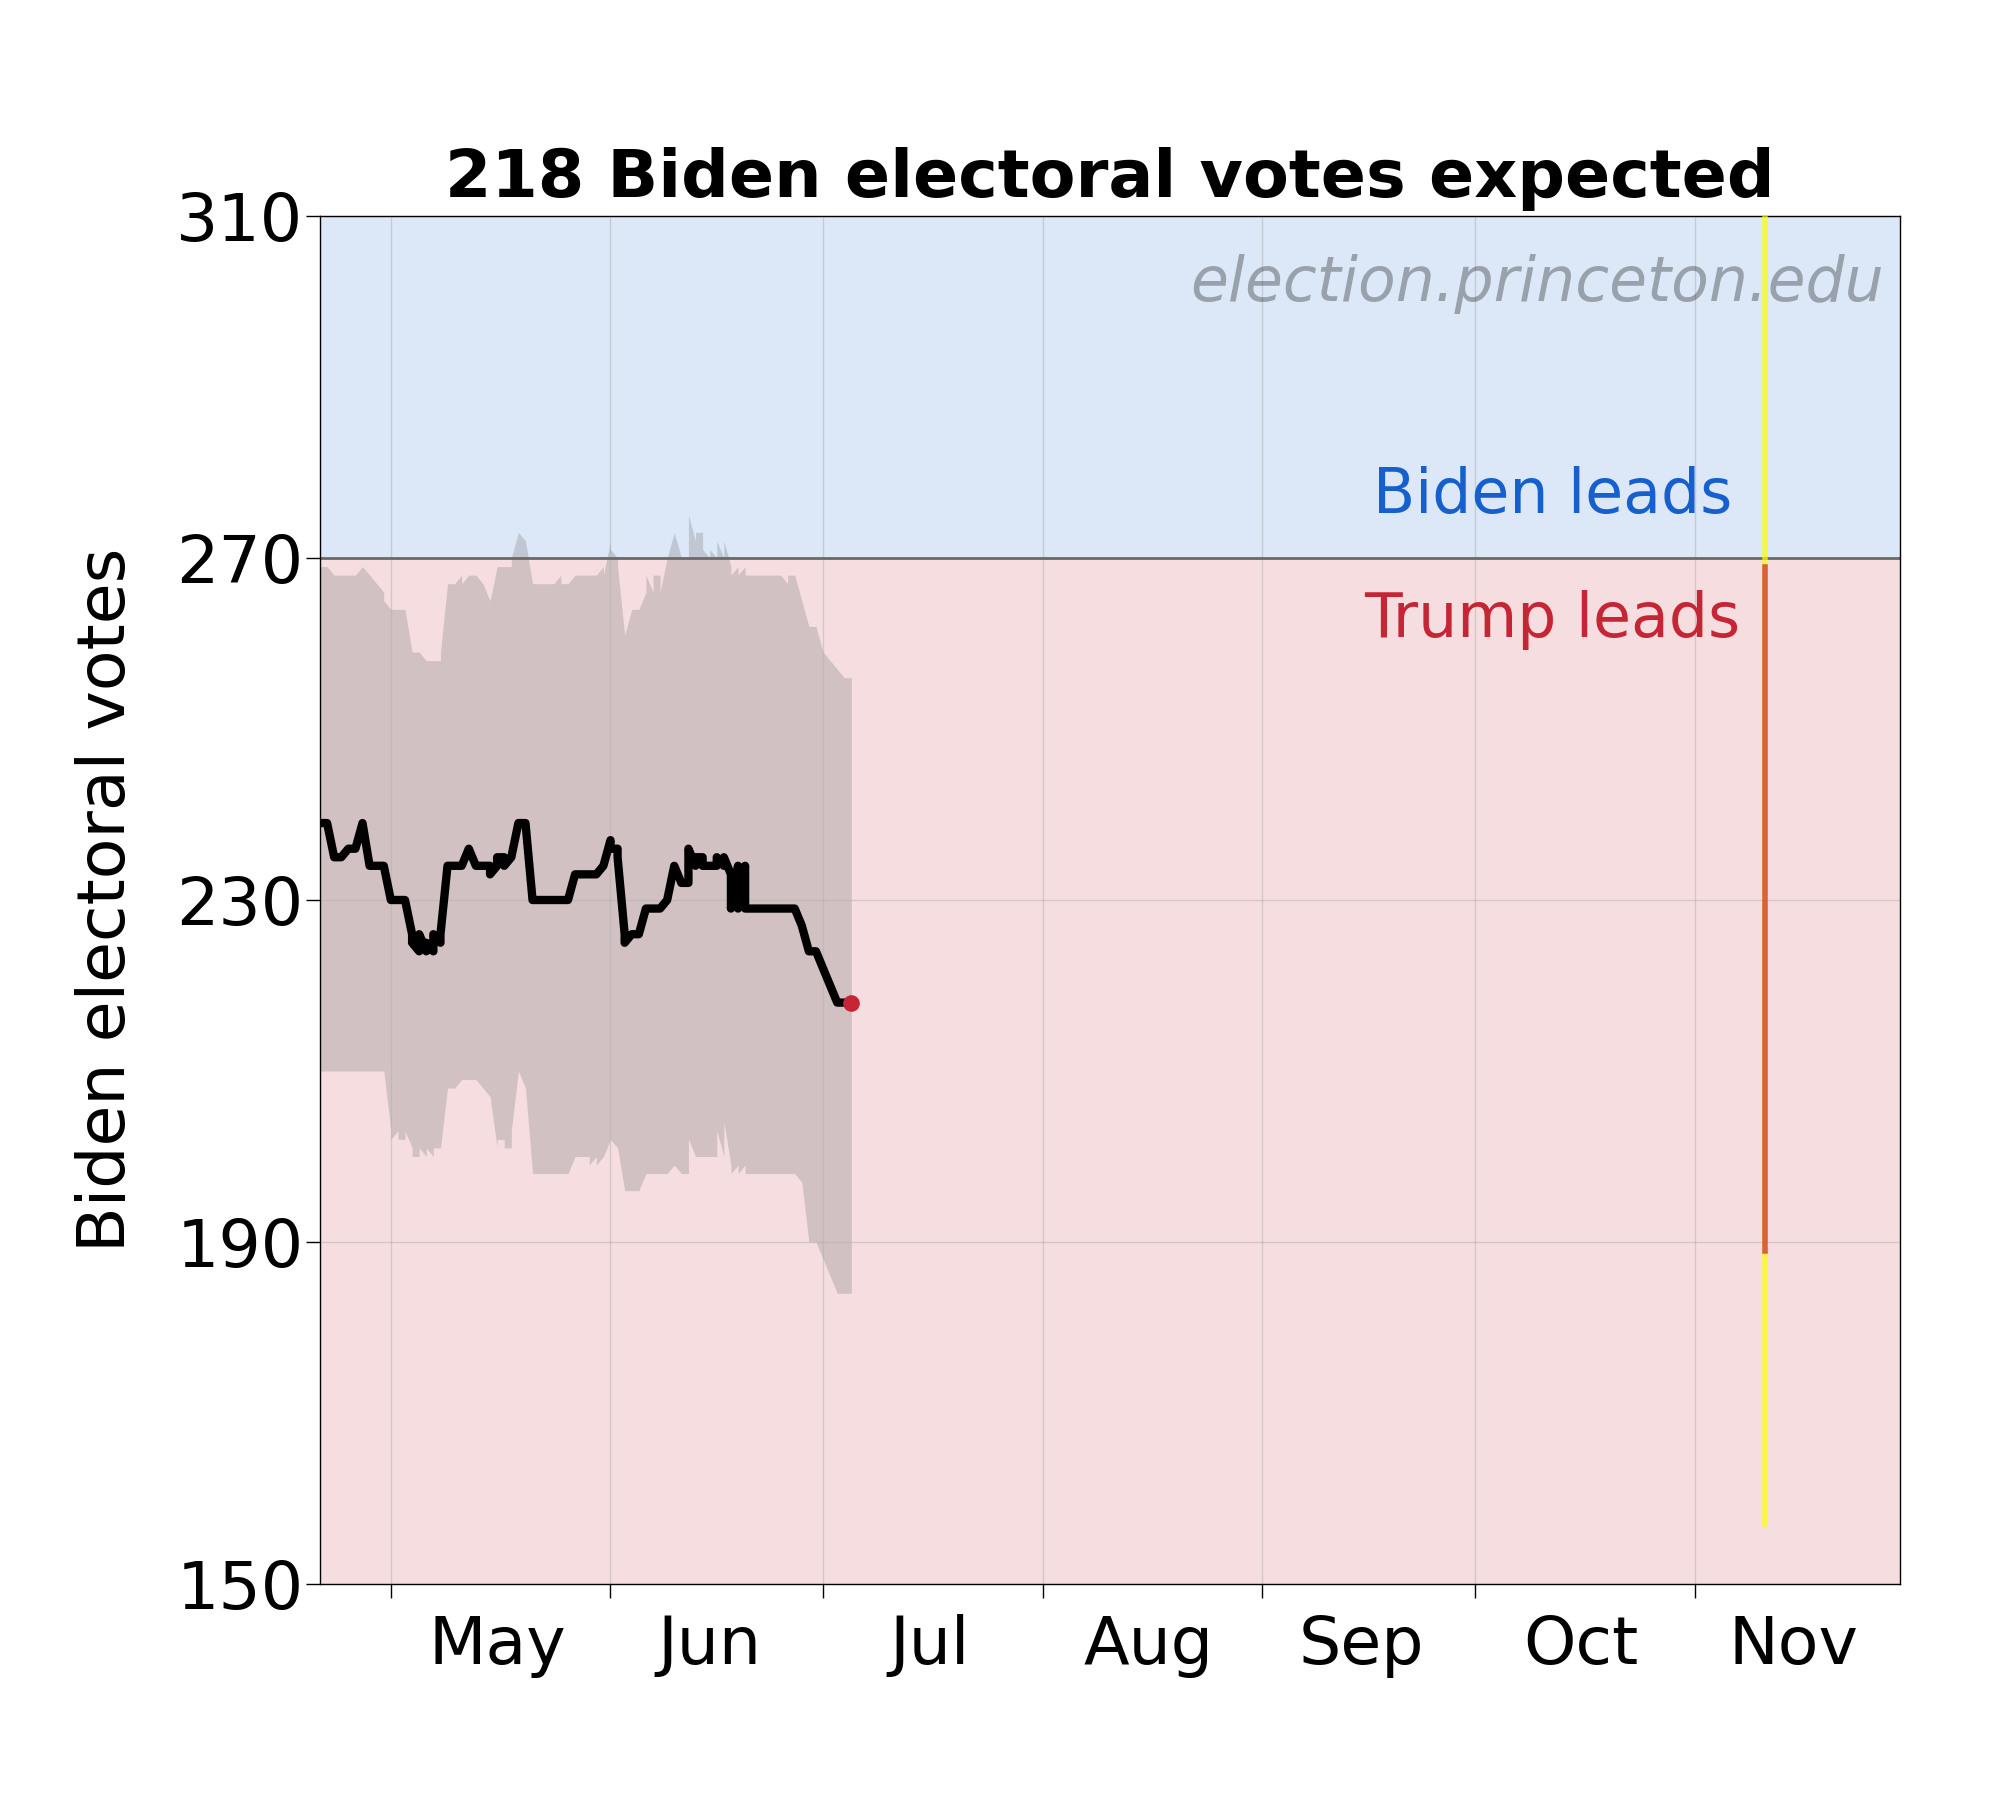 218 Biden electoral votes expected
310
election.princeton.edu
Biden leads
270
Trump leads
230
190
150
Biden electoral votes
May Jun Jul Aug Sep Oct Nov